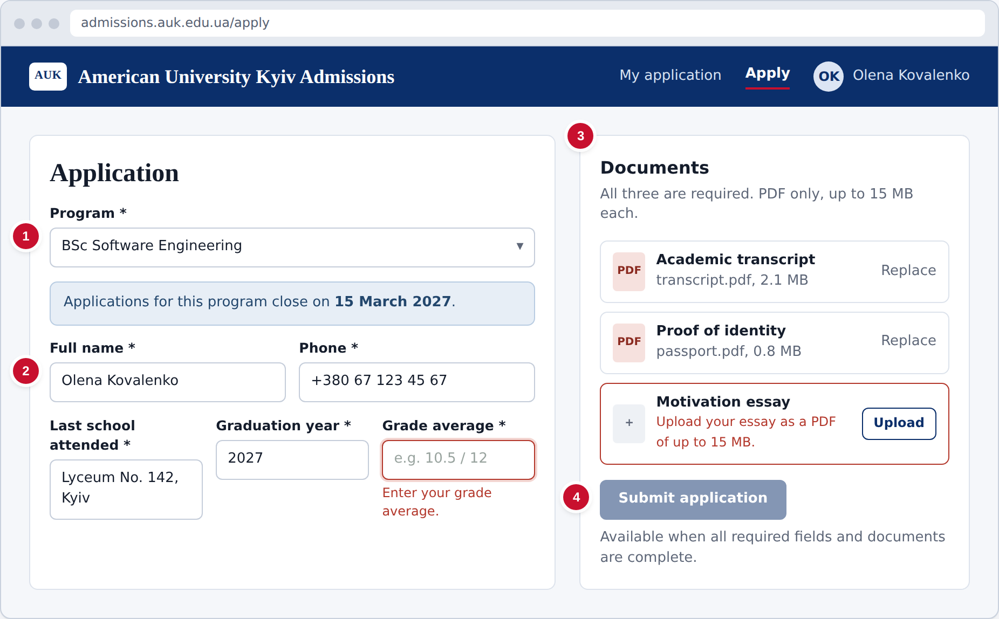 admissions.auk.edu.ua/apply
AUK
American University Kyiv Admissions
My application
Apply
OK
Olena Kovalenko
Application
1
Program *
BSc Software Engineering
Applications for this program close on 15 March 2027.
2
Full name *
Olena Kovalenko
Phone *
+380 67 123 45 67
Last school
attended *
Lyceum No. 142,
Kyiv
Graduation year *
2027
Grade average *
e.g. 10.5 / 12
Enter your grade
average.
3
Documents
All three are required. PDF only, up to 15 MB
each.
PDF
Academic transcript
transcript.pdf, 2.1 MB
Replace
PDF
Proof of identity
passport.pdf, 0.8 MB
Replace
+
Motivation essay
Upload your essay as a PDF
of up to 15 MB.
Upload
4
Submit application
Available when all required fields and documents
are complete.